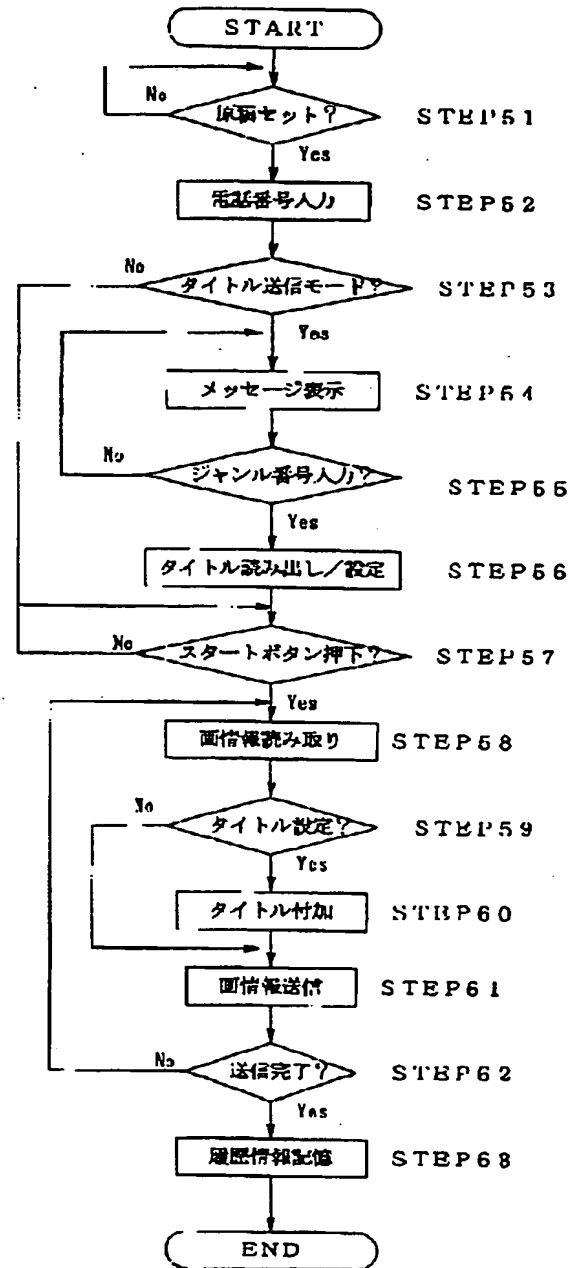 START
No
原稿セット? STEP51
Yes
電話番号入力 STEP52
No
タイトル送信モード? STEP53
Yes
メッセージ表示 STEP54
No
ジャンル番号入力? STEP55
Yes
タイトル読み出し/設定 STEP56
No
スタートボタン押下? STEP57
Yes
画情報読み取り STEP58
No
タイトル設定? STEP59
Yes
タイトル付加 STEP60
画情報送信 STEP61
No
送信完了? STEP62
Yes
履歴情報記憶 STEP63
END